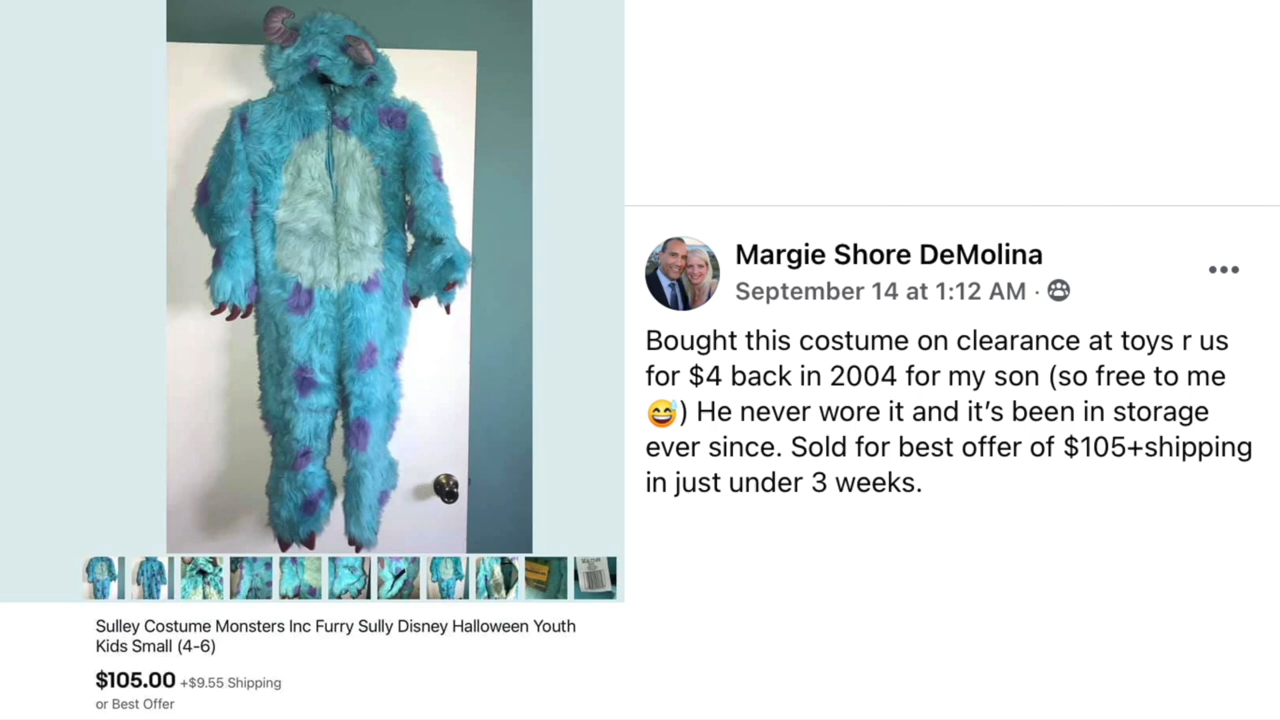 Sulley Costume Monsters Inc Furry Sully Disney Halloween Youth
Kids Small (4-6)
$105.00 +$9.55 Shipping
or Best Offer
Margie Shore DeMolina
September 14 at 1:12 AM ·
Bought this costume on clearance at toys r us
for $4 back in 2004 for my son (so free to me
😅) He never wore it and it’s been in storage
ever since. Sold for best offer of $105+shipping
in just under 3 weeks.